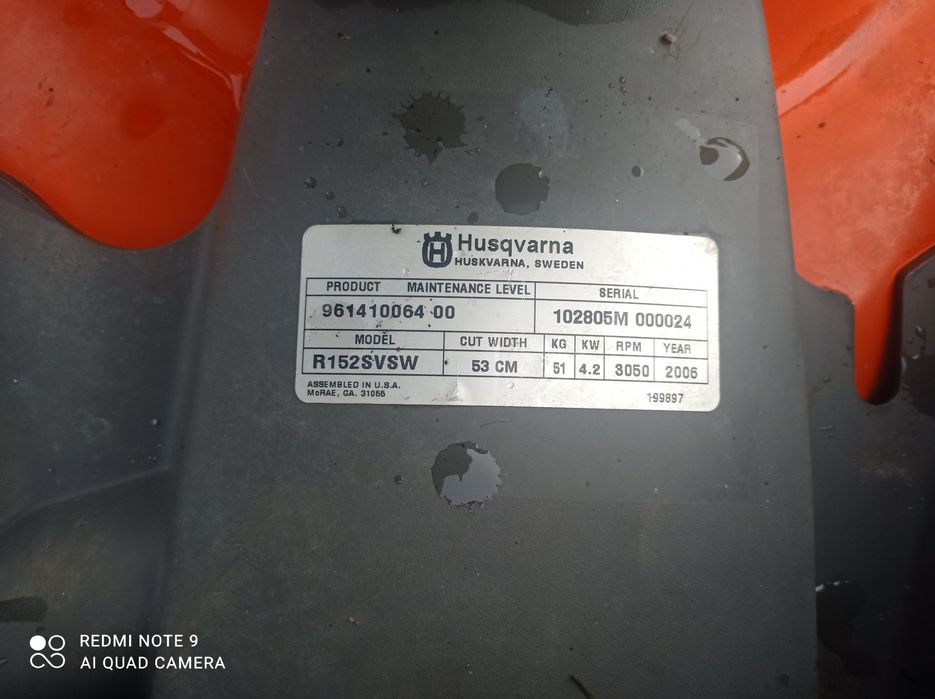 Husqvarna
HUSKVARNA, SWEDEN
PRODUCT MAINTENANCE LEVEL SERIAL
961410064 00 102805M 000024
MODEL CUT WIDTH KG KW RPM YEAR
R152SVSW 53 CM 51 4.2 3050 2006
ASSEMBLED IN U.S.A.
McRAE, GA. 31055
199897
REDMI NOTE 9
AI QUAD CAMERA